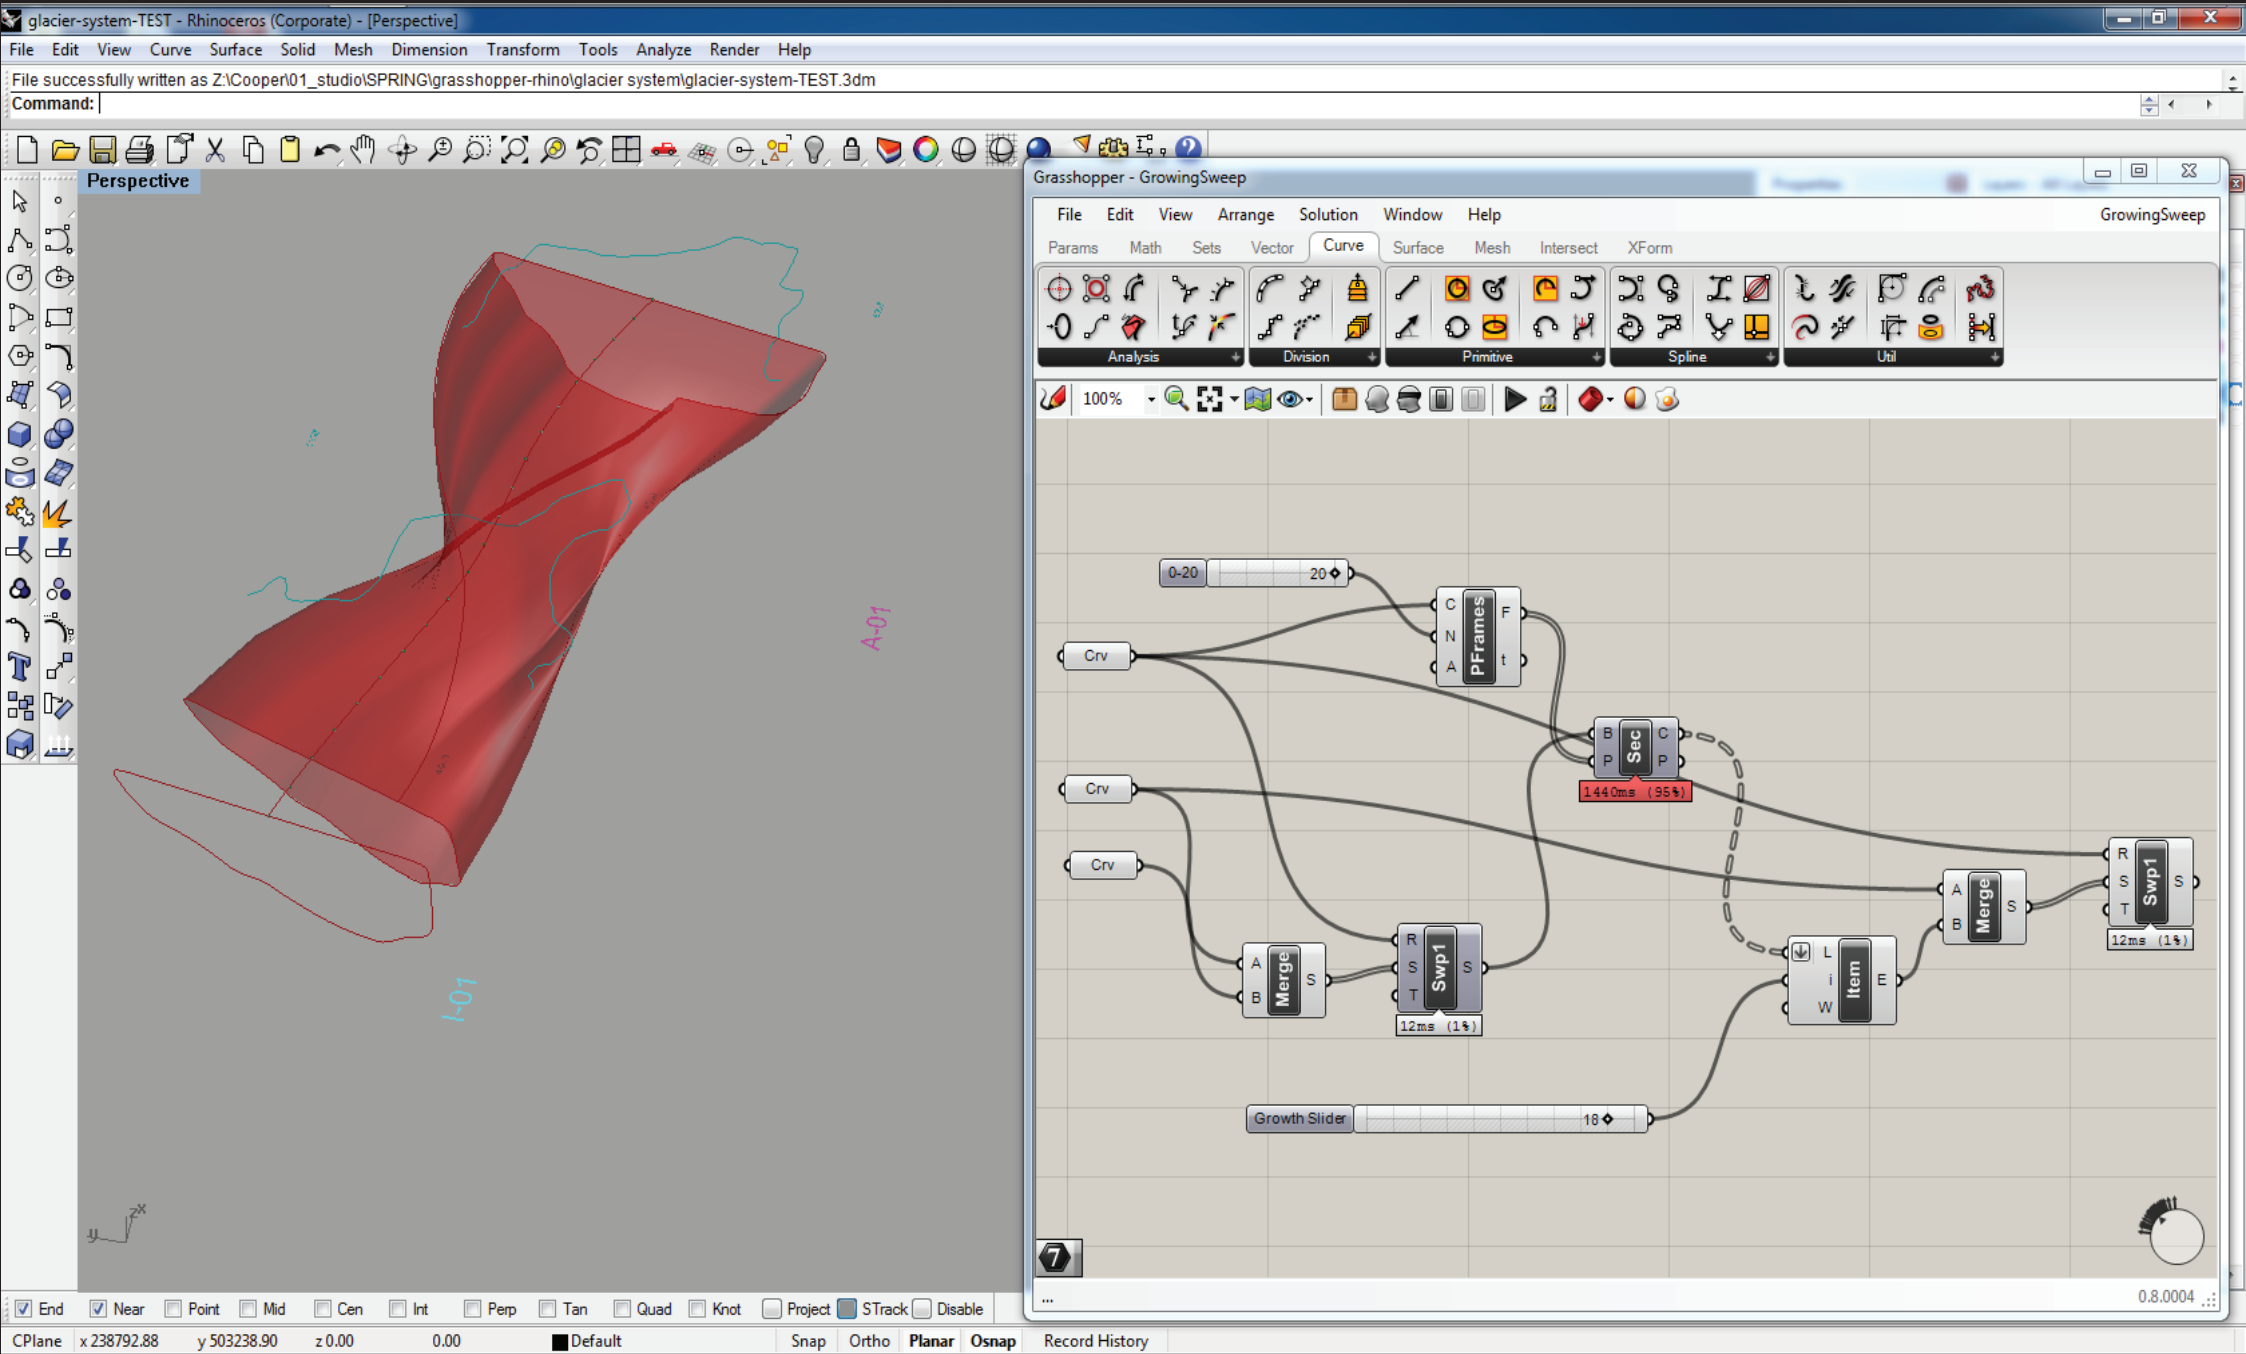 glacier-system-TEST - Rhinoceros (Corporate) - [Perspective]
File Edit View Curve Surface Solid Mesh Dimension Transform Tools Analyze Render Help
File successfully written as Z:\Cooper\01_studio\SPRING\grasshopper-rhino\glacier system\glacier-system-TEST.3dm
Command:
Perspective
A-01
I-01
z x
y
Grasshopper - GrowingSweep
File Edit View Arrange Solution Window Help GrowingSweep
Params Math Sets Vector Curve Surface Mesh Intersect XForm
Analysis Division Primitive Spline Util
100%
0-20 20
C N A PFrames F t
Crv
B P Sec C P
1440ms (95%)
Crv
Crv
R S T Swp1 S
12ms (1%)
A B Merge S
L i W Item E
A B Merge S
R S T Swp1 S
12ms (1%)
Growth Slider 18
7
...
0.8.0004
End Near Point Mid Cen Int Perp Tan Quad Knot Project STrack Disable
CPlane x 238792.88 y 503238.90 z 0.00 0.00 Default Snap Ortho Planar Osnap Record History